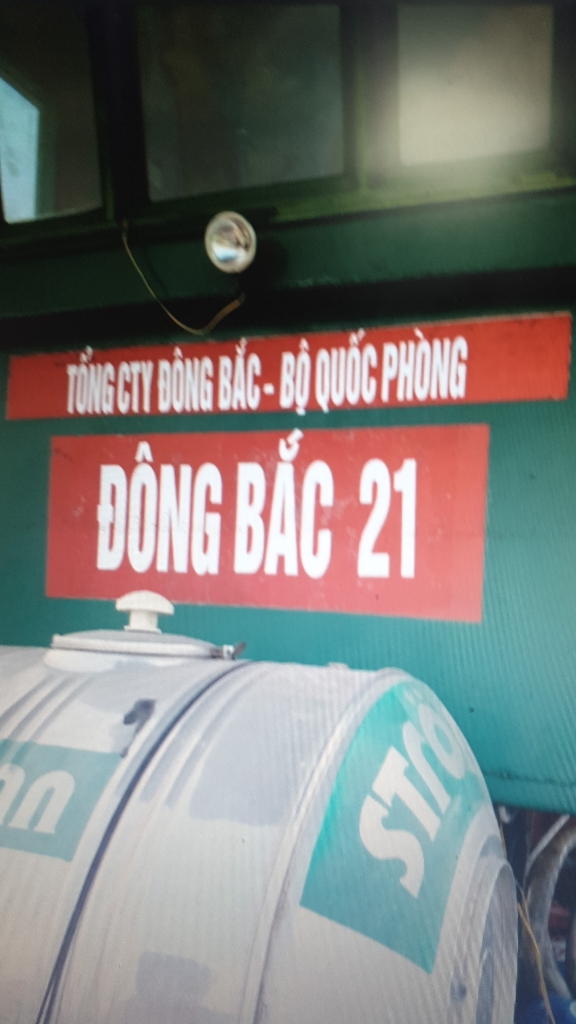 TỔNG CTY ĐÔNG BẮC - BỘ QUỐC PHÒNG
ĐÔNG BẮC 21